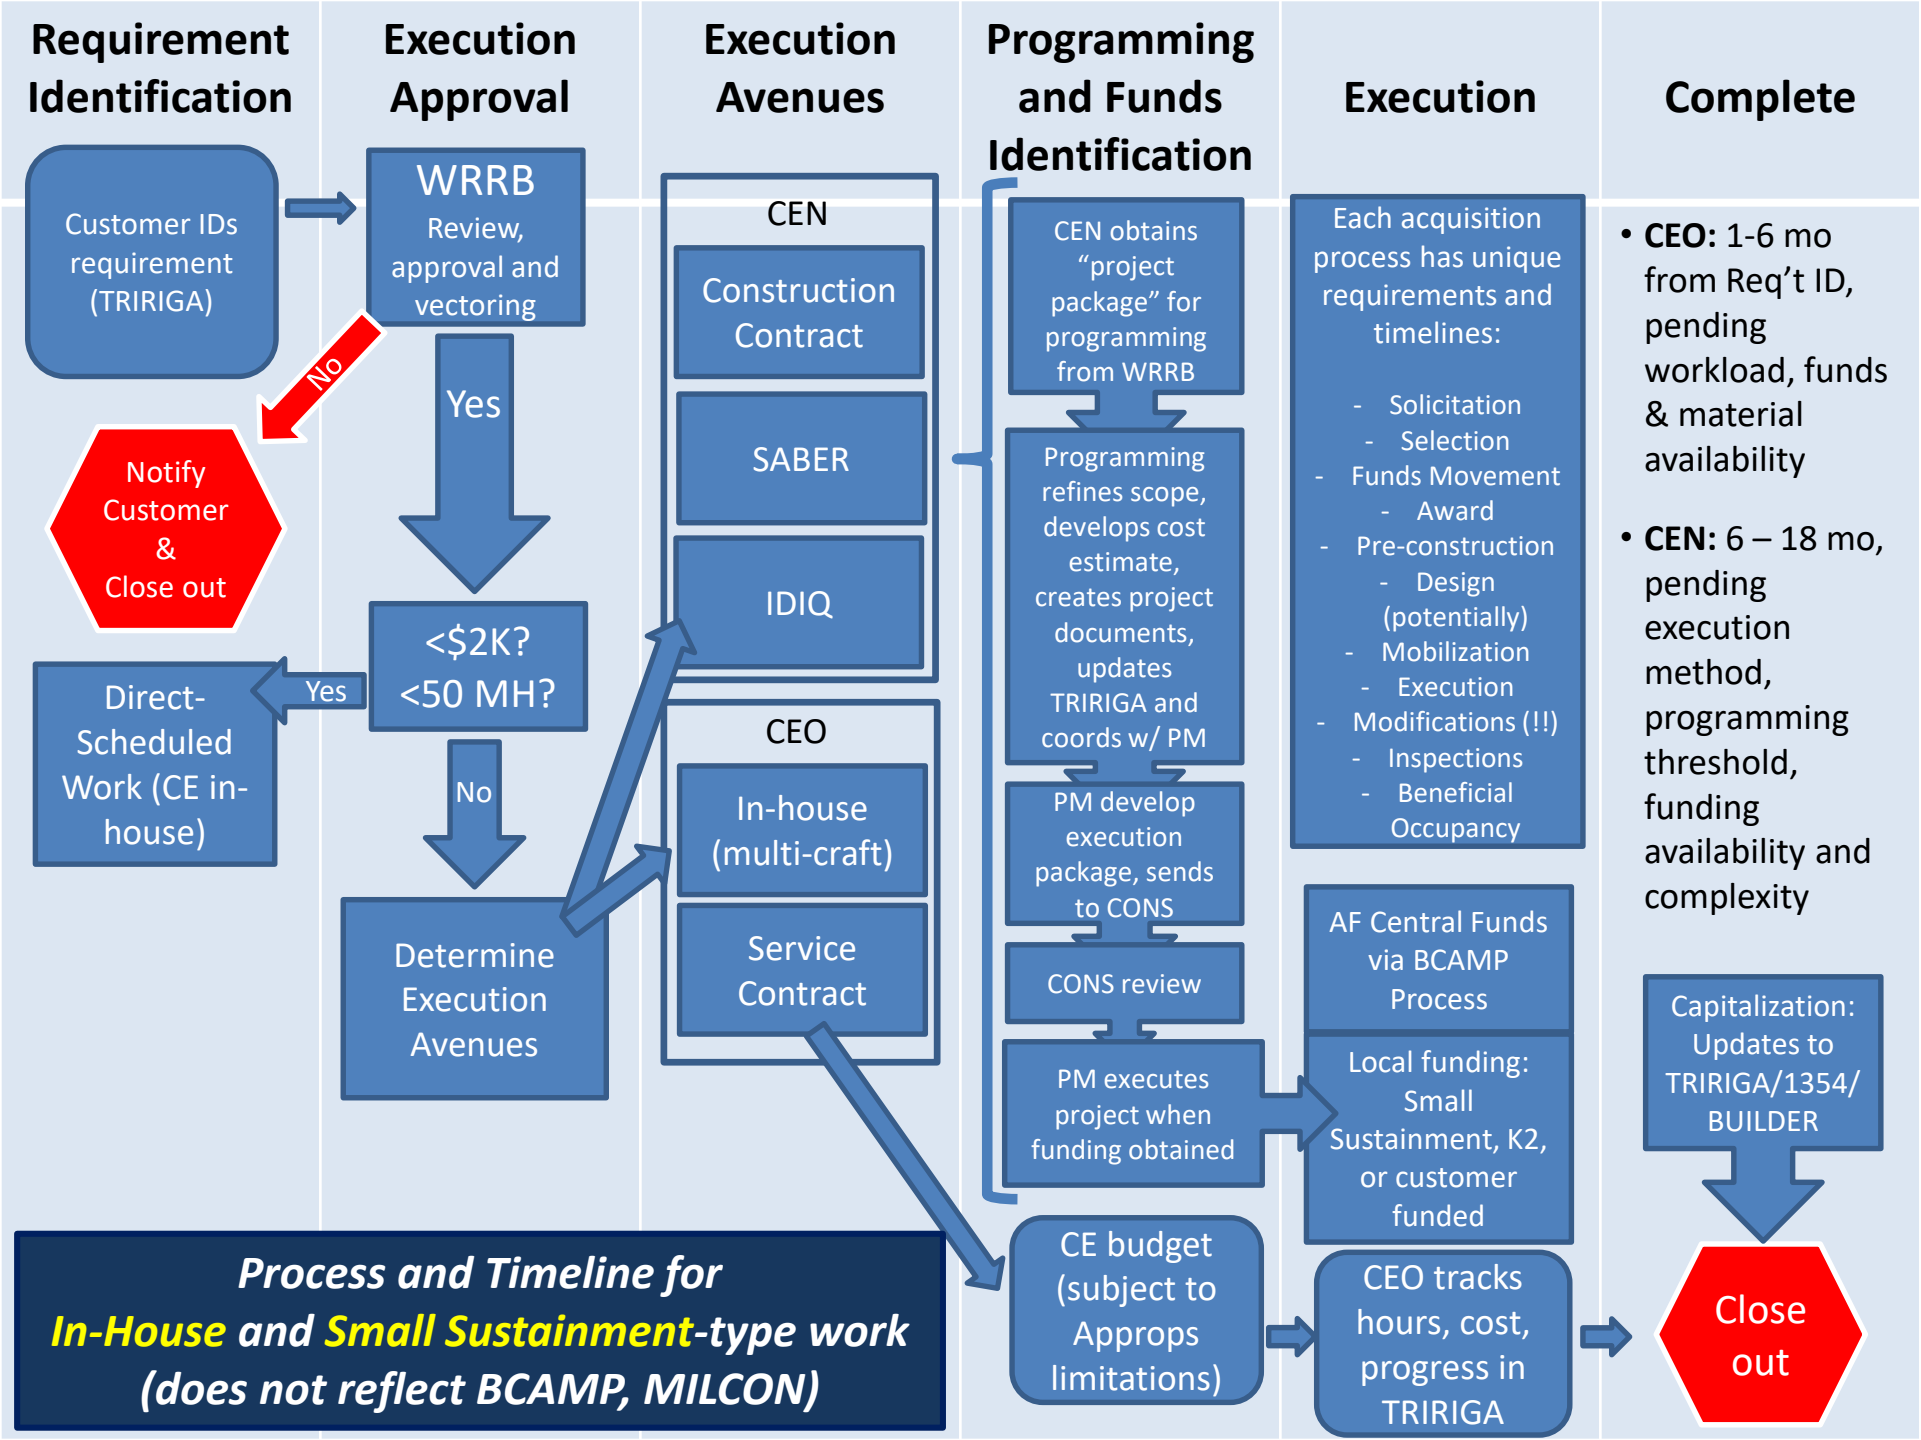 Requirement
Identification
Execution
Approval
Execution
Avenues
Programming
and Funds
Identification
Execution
Complete
Customer IDs
requirement
(TRIRIGA)
No
Notify
Customer
&
Close out
Direct-
Scheduled
Work (CE in-
house)
WRRB
Review,
approval and
vectoring
Yes
<$2K?
<50 MH?
Yes
No
Determine
Execution
Avenues
CEN
Construction
Contract
SABER
IDIQ
CEO
In-house
(multi-craft)
Service
Contract
CEN obtains
“project
package” for
programming
from WRRB
Programming
refines scope,
develops cost
estimate,
creates project
documents,
updates
TRIRIGA and
coords w/ PM
PM develop
execution
package, sends
to CONS
CONS review
PM executes
project when
funding obtained
CE budget
(subject to
Approps
limitations)
Each acquisition
process has unique
requirements and
timelines:
- Solicitation
- Selection
- Funds Movement
- Award
- Pre-construction
- Design
(potentially)
- Mobilization
- Execution
- Modifications (!!)
- Inspections
- Beneficial
Occupancy
AF Central Funds
via BCAMP
Process
Local funding:
Small
Sustainment, K2,
or customer
funded
CEO tracks
hours, cost,
progress in
TRIRIGA
• CEO: 1-6 mo
from Req’t ID,
pending
workload, funds
& material
availability
• CEN: 6 – 18 mo,
pending
execution
method,
programming
threshold,
funding
availability and
complexity
Capitalization:
Updates to
TRIRIGA/1354/
BUILDER
Close
out
Process and Timeline for
In-House and Small Sustainment-type work
(does not reflect BCAMP, MILCON)